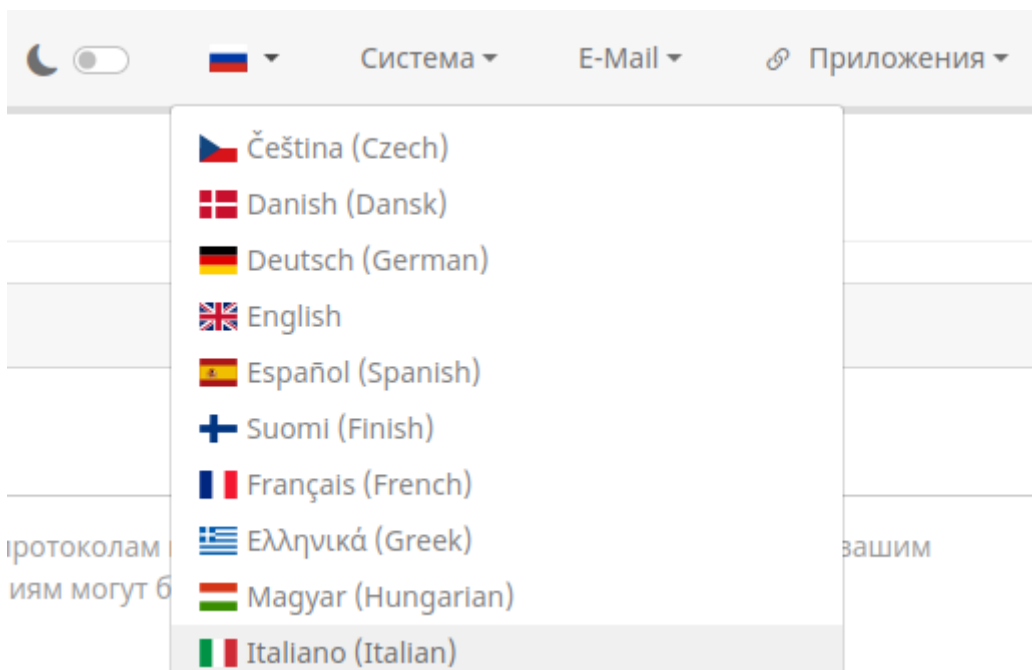 Система
E-Mail
Приложения
Čeština (Czech)
Danish (Dansk)
Deutsch (German)
English
Español (Spanish)
Suomi (Finish)
Français (French)
Ελληνικά (Greek)
Magyar (Hungarian)
Italiano (Italian)
вашим
иям могут